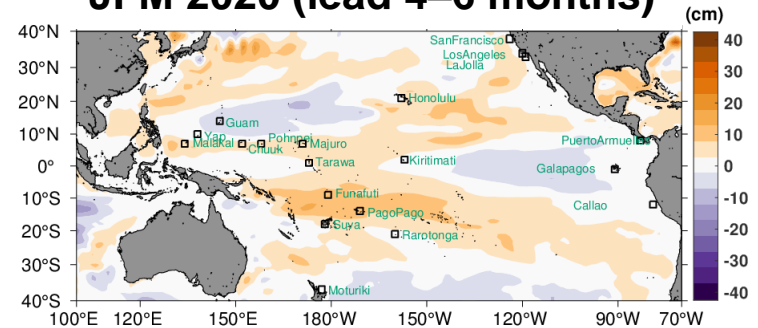 JFM 2020 (lead 4–6 months)
(cm)
40°N
30°N
20°N
10°N
0°
10°S
20°S
30°S
40°S
100°E 120°E 150°E 180°W 150°W 120°W 90°W 70°W
40
30
20
10
0
-10
-20
-30
-40
SanFrancisco
LosAngeles
LaJolla
Honolulu
Guam
Yap
Malakal
Chuuk
Pohnpei
Majuro
Tarawa
Kiritimati
PuertoArmuelles
Galapagos
Funafuti
PagoPago
Callao
Suva
Rarotonga
Moturiki